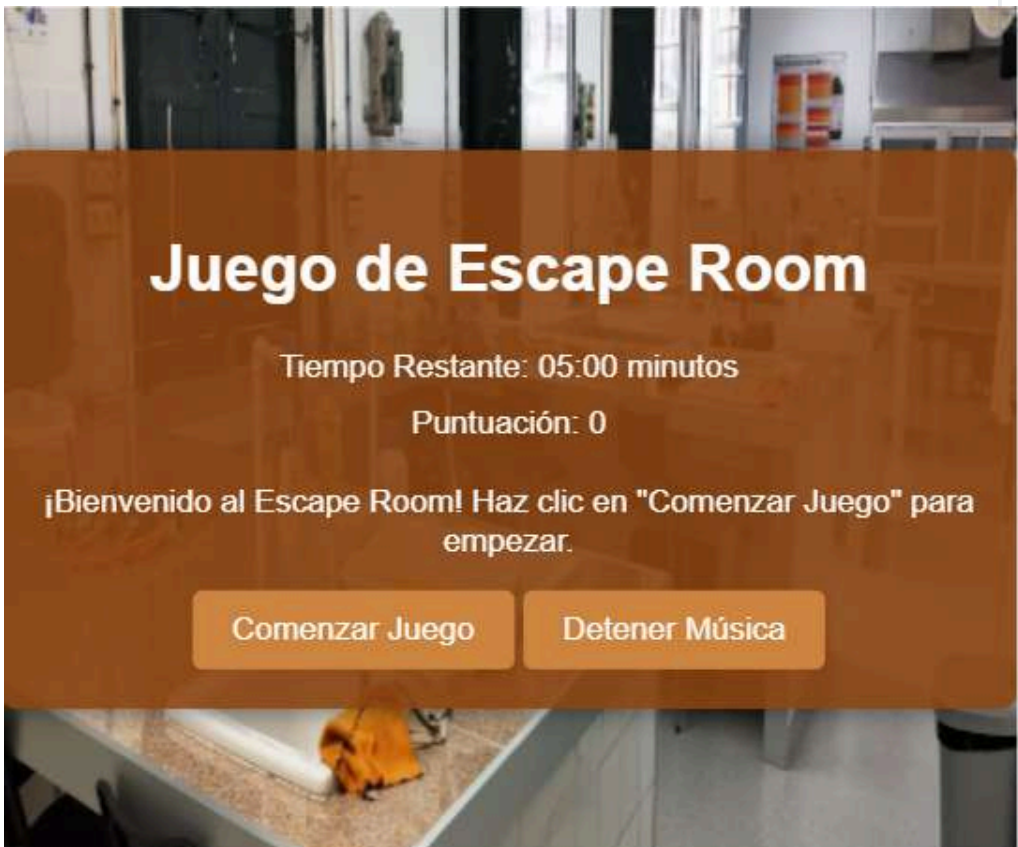 Juego de Escape Room
Tiempo Restante: 05:00 minutos
Puntuación: 0
¡Bienvenido al Escape Room! Haz clic en "Comenzar Juego" para
empezar.
Comenzar Juego
Detener Música